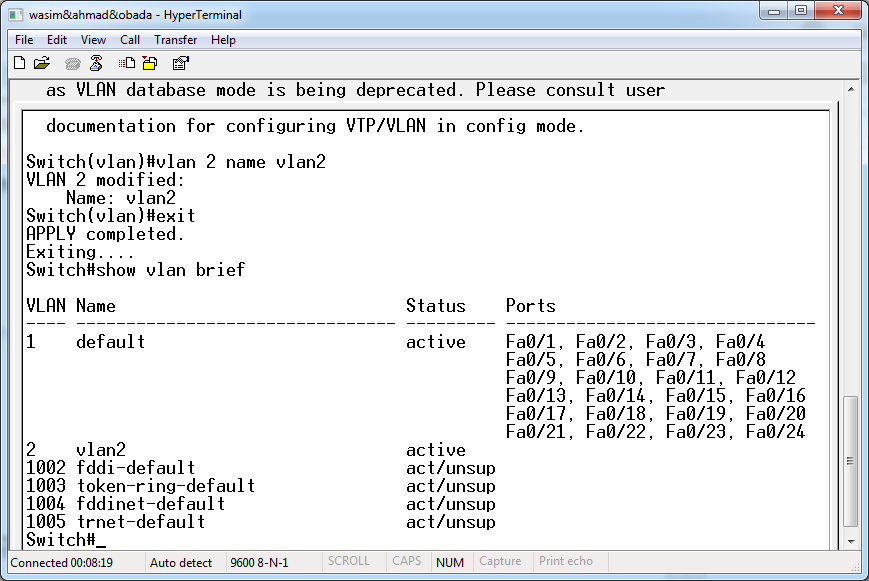 wasim&ahmad&obada - HyperTerminal
File Edit View Call Transfer Help
as VLAN database mode is being deprecated. Please consult user
documentation for configuring VTP/VLAN in config mode.
Switch(vlan)#vlan 2 name vlan2
VLAN 2 modified:
Name: vlan2
Switch(vlan)#exit
APPLY completed.
Exiting....
Switch#show vlan brief
VLAN Name Status Ports
---- -------------------------------- --------- -------------------------------
1 default active Fa0/1, Fa0/2, Fa0/3, Fa0/4
Fa0/5, Fa0/6, Fa0/7, Fa0/8
Fa0/9, Fa0/10, Fa0/11, Fa0/12
Fa0/13, Fa0/14, Fa0/15, Fa0/16
Fa0/17, Fa0/18, Fa0/19, Fa0/20
Fa0/21, Fa0/22, Fa0/23, Fa0/24
2 vlan2 active
1002 fddi-default act/unsup
1003 token-ring-default act/unsup
1004 fddinet-default act/unsup
1005 trnet-default act/unsup
Switch#_
Connected 00:08:19 Auto detect 9600 8-N-1 SCROLL CAPS NUM Capture Print echo